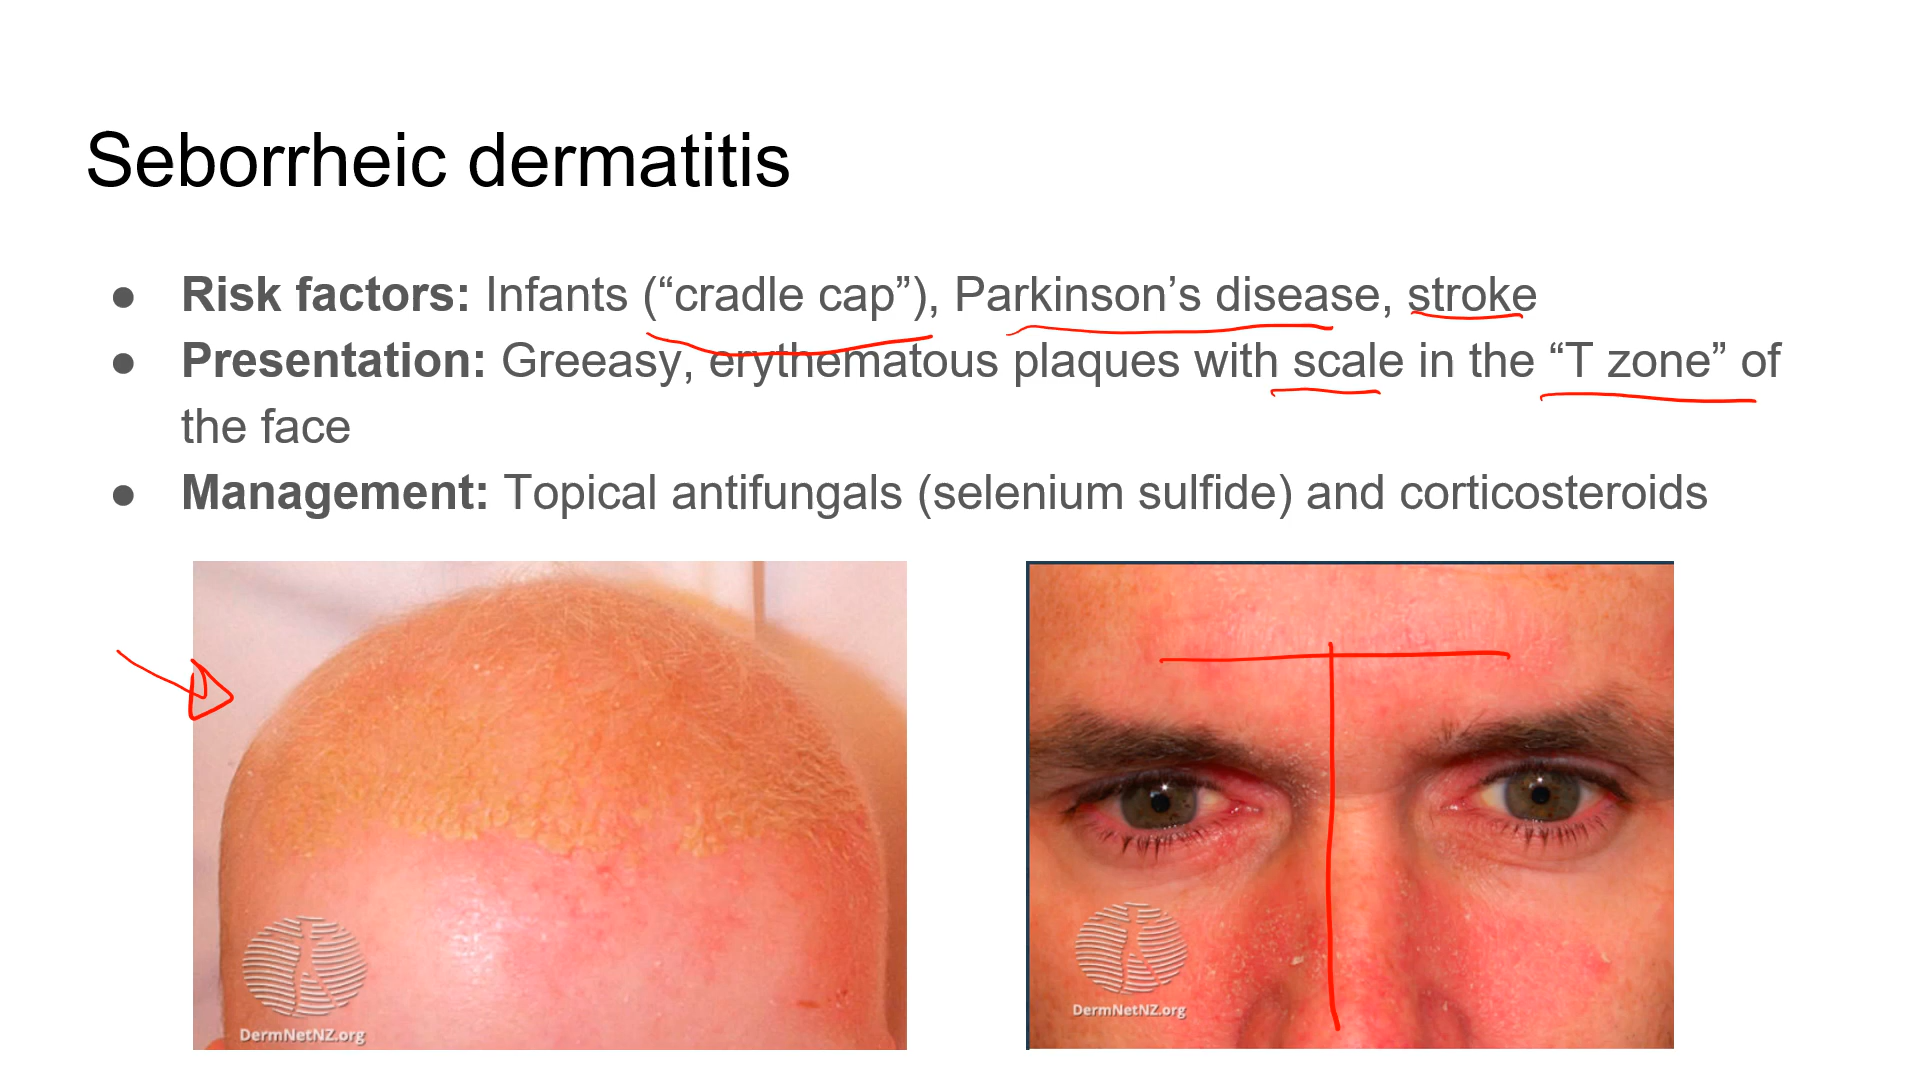 Seborrheic dermatitis
● Risk factors: Infants (“cradle cap”), Parkinson’s disease, stroke
● Presentation: Greeasy, erythematous plaques with scale in the “T zone” of
the face
● Management: Topical antifungals (selenium sulfide) and corticosteroids
DermNetNZ.org
DermNetNZ.org